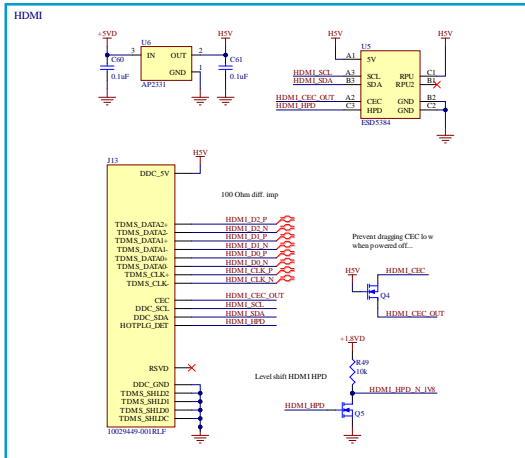 HDMI
+5VD
H5V
U6
3
IN
OUT
2
C60
0.1uF
GND
1
C61
0.1uF
AP2331
H5V
U5
H5V
A1
5V
HDMI_SCL
A3
SCL
RPU
C1
HDMI_SDA
B3
SDA
RPU2
B1
HDMI_CEC_OUT
A2
CEC
GND
B2
HDMI_HPD
C3
HPD
GND
C2
ESD5384
J13
H5V
DDC_5V
100 Ohm diff. imp
TDMS_DATA2+
HDMI_D2_P
TDMS_DATA2-
HDMI_D2_N
TDMS_DATA1+
HDMI_D1_P
TDMS_DATA1-
HDMI_D1_N
TDMS_DATA0+
HDMI_D0_P
TDMS_DATA0-
HDMI_D0_N
TDMS_CLK+
HDMI_CLK_P
TDMS_CLK-
HDMI_CLK_N
CEC
HDMI_CEC_OUT
DDC_SCL
HDMI_SCL
DDC_SDA
HDMI_SDA
HOTPLG_DET
HDMI_HPD
RSVD
DDC_GND
TDMS_SHLD2
TDMS_SHLD1
TDMS_SHLD0
TDMS_SHLDC
10029449-001RLF
Prevent dragging CEC low
when powered off...
H5V
HDMI_CEC
Q4
HDMI_CEC_OUT
+1.8VD
R49
10k
Level shift HDMI HPD
HDMI_HPD_N_1V8
HDMI_HPD
Q5